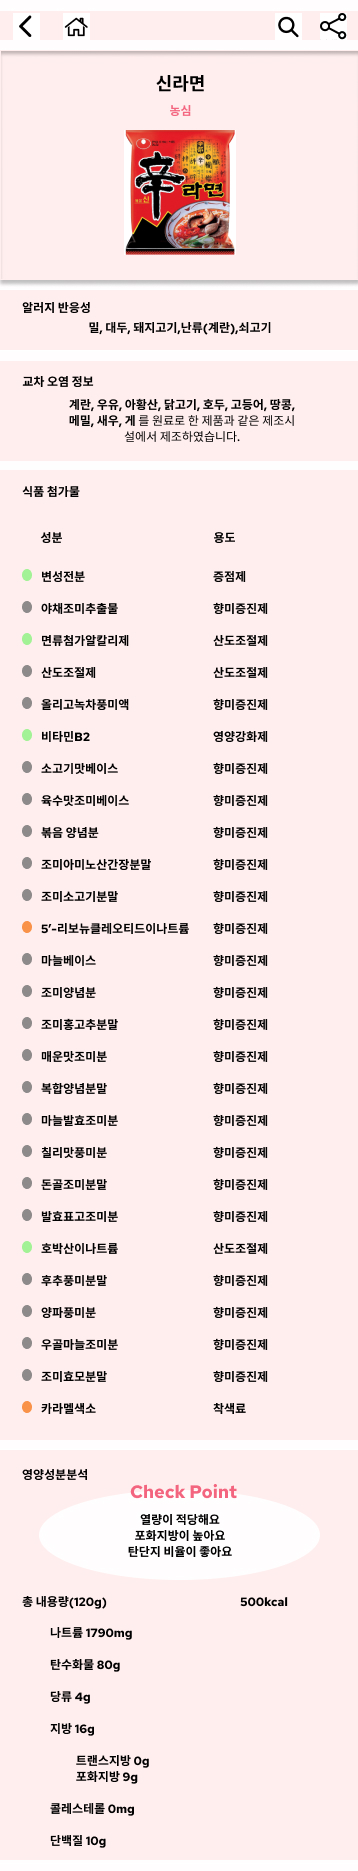 신라면
농심
辛
라면
알러지 반응성
밀, 대두, 돼지고기,난류(계란),쇠고기
교차 오염 정보
계란, 우유, 아황산, 닭고기, 호두, 고등어, 땅콩,
메밀, 새우, 게 를 원료로 한 제품과 같은 제조시
설에서 제조하였습니다.
식품 첨가물
성분 용도
변성전분 증점제
야채조미추출물 향미증진제
면류첨가알칼리제 산도조절제
산도조절제 산도조절제
올리고녹차풍미액 향미증진제
비타민B2 영양강화제
소고기맛베이스 향미증진제
육수맛조미베이스 향미증진제
볶음 양념분 향미증진제
조미아미노산간장분말 향미증진제
조미소고기분말 향미증진제
5’-리보뉴클레오티드이나트륨 향미증진제
마늘베이스 향미증진제
조미양념분 향미증진제
조미홍고추분말 향미증진제
매운맛조미분 향미증진제
복합양념분말 향미증진제
마늘발효조미분 향미증진제
칠리맛풍미분 향미증진제
돈골조미분말 향미증진제
발효표고조미분 향미증진제
호박산이나트륨 산도조절제
후추풍미분말 향미증진제
양파풍미분 향미증진제
우골마늘조미분 향미증진제
조미효모분말 향미증진제
카라멜색소 착색료
영양성분분석
Check Point
열량이 적당해요
포화지방이 높아요
탄단지 비율이 좋아요
총 내용량(120g) 500kcal
나트륨 1790mg
탄수화물 80g
당류 4g
지방 16g
트랜스지방 0g
포화지방 9g
콜레스테롤 0mg
단백질 10g